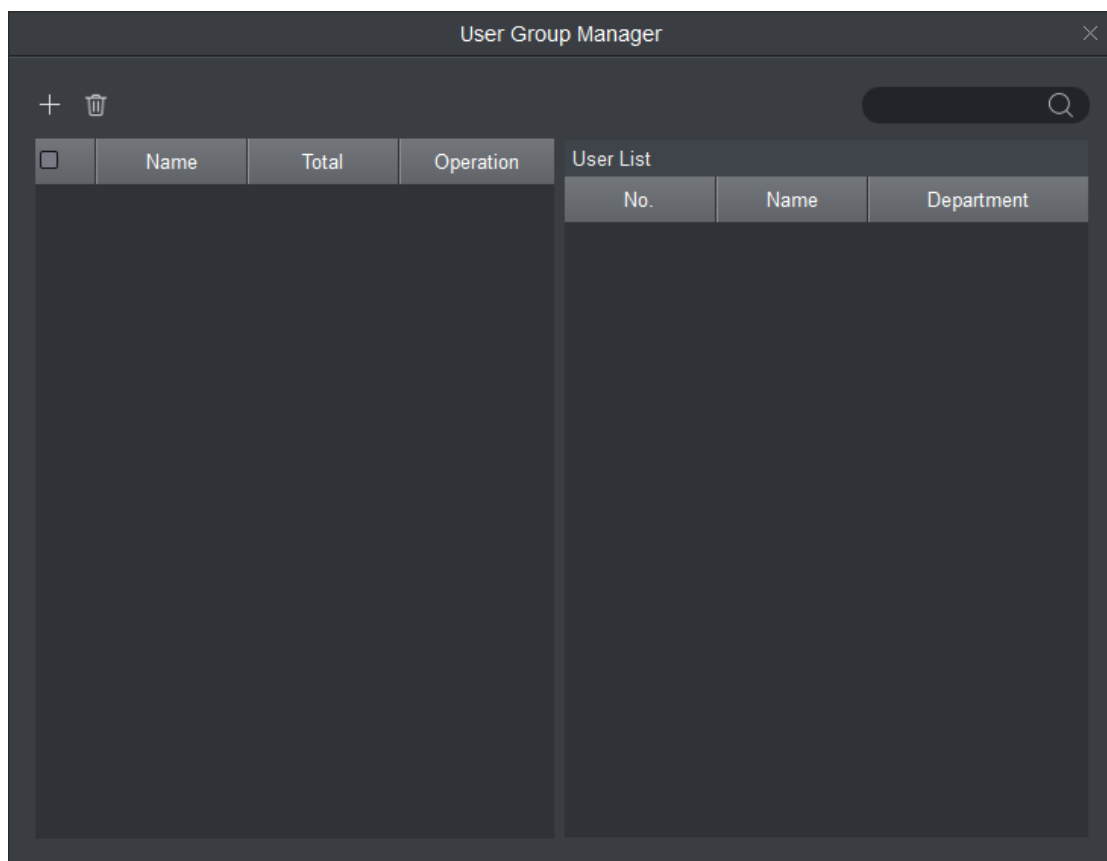 User Group Manager
Name Total Operation
User List
No. Name Department